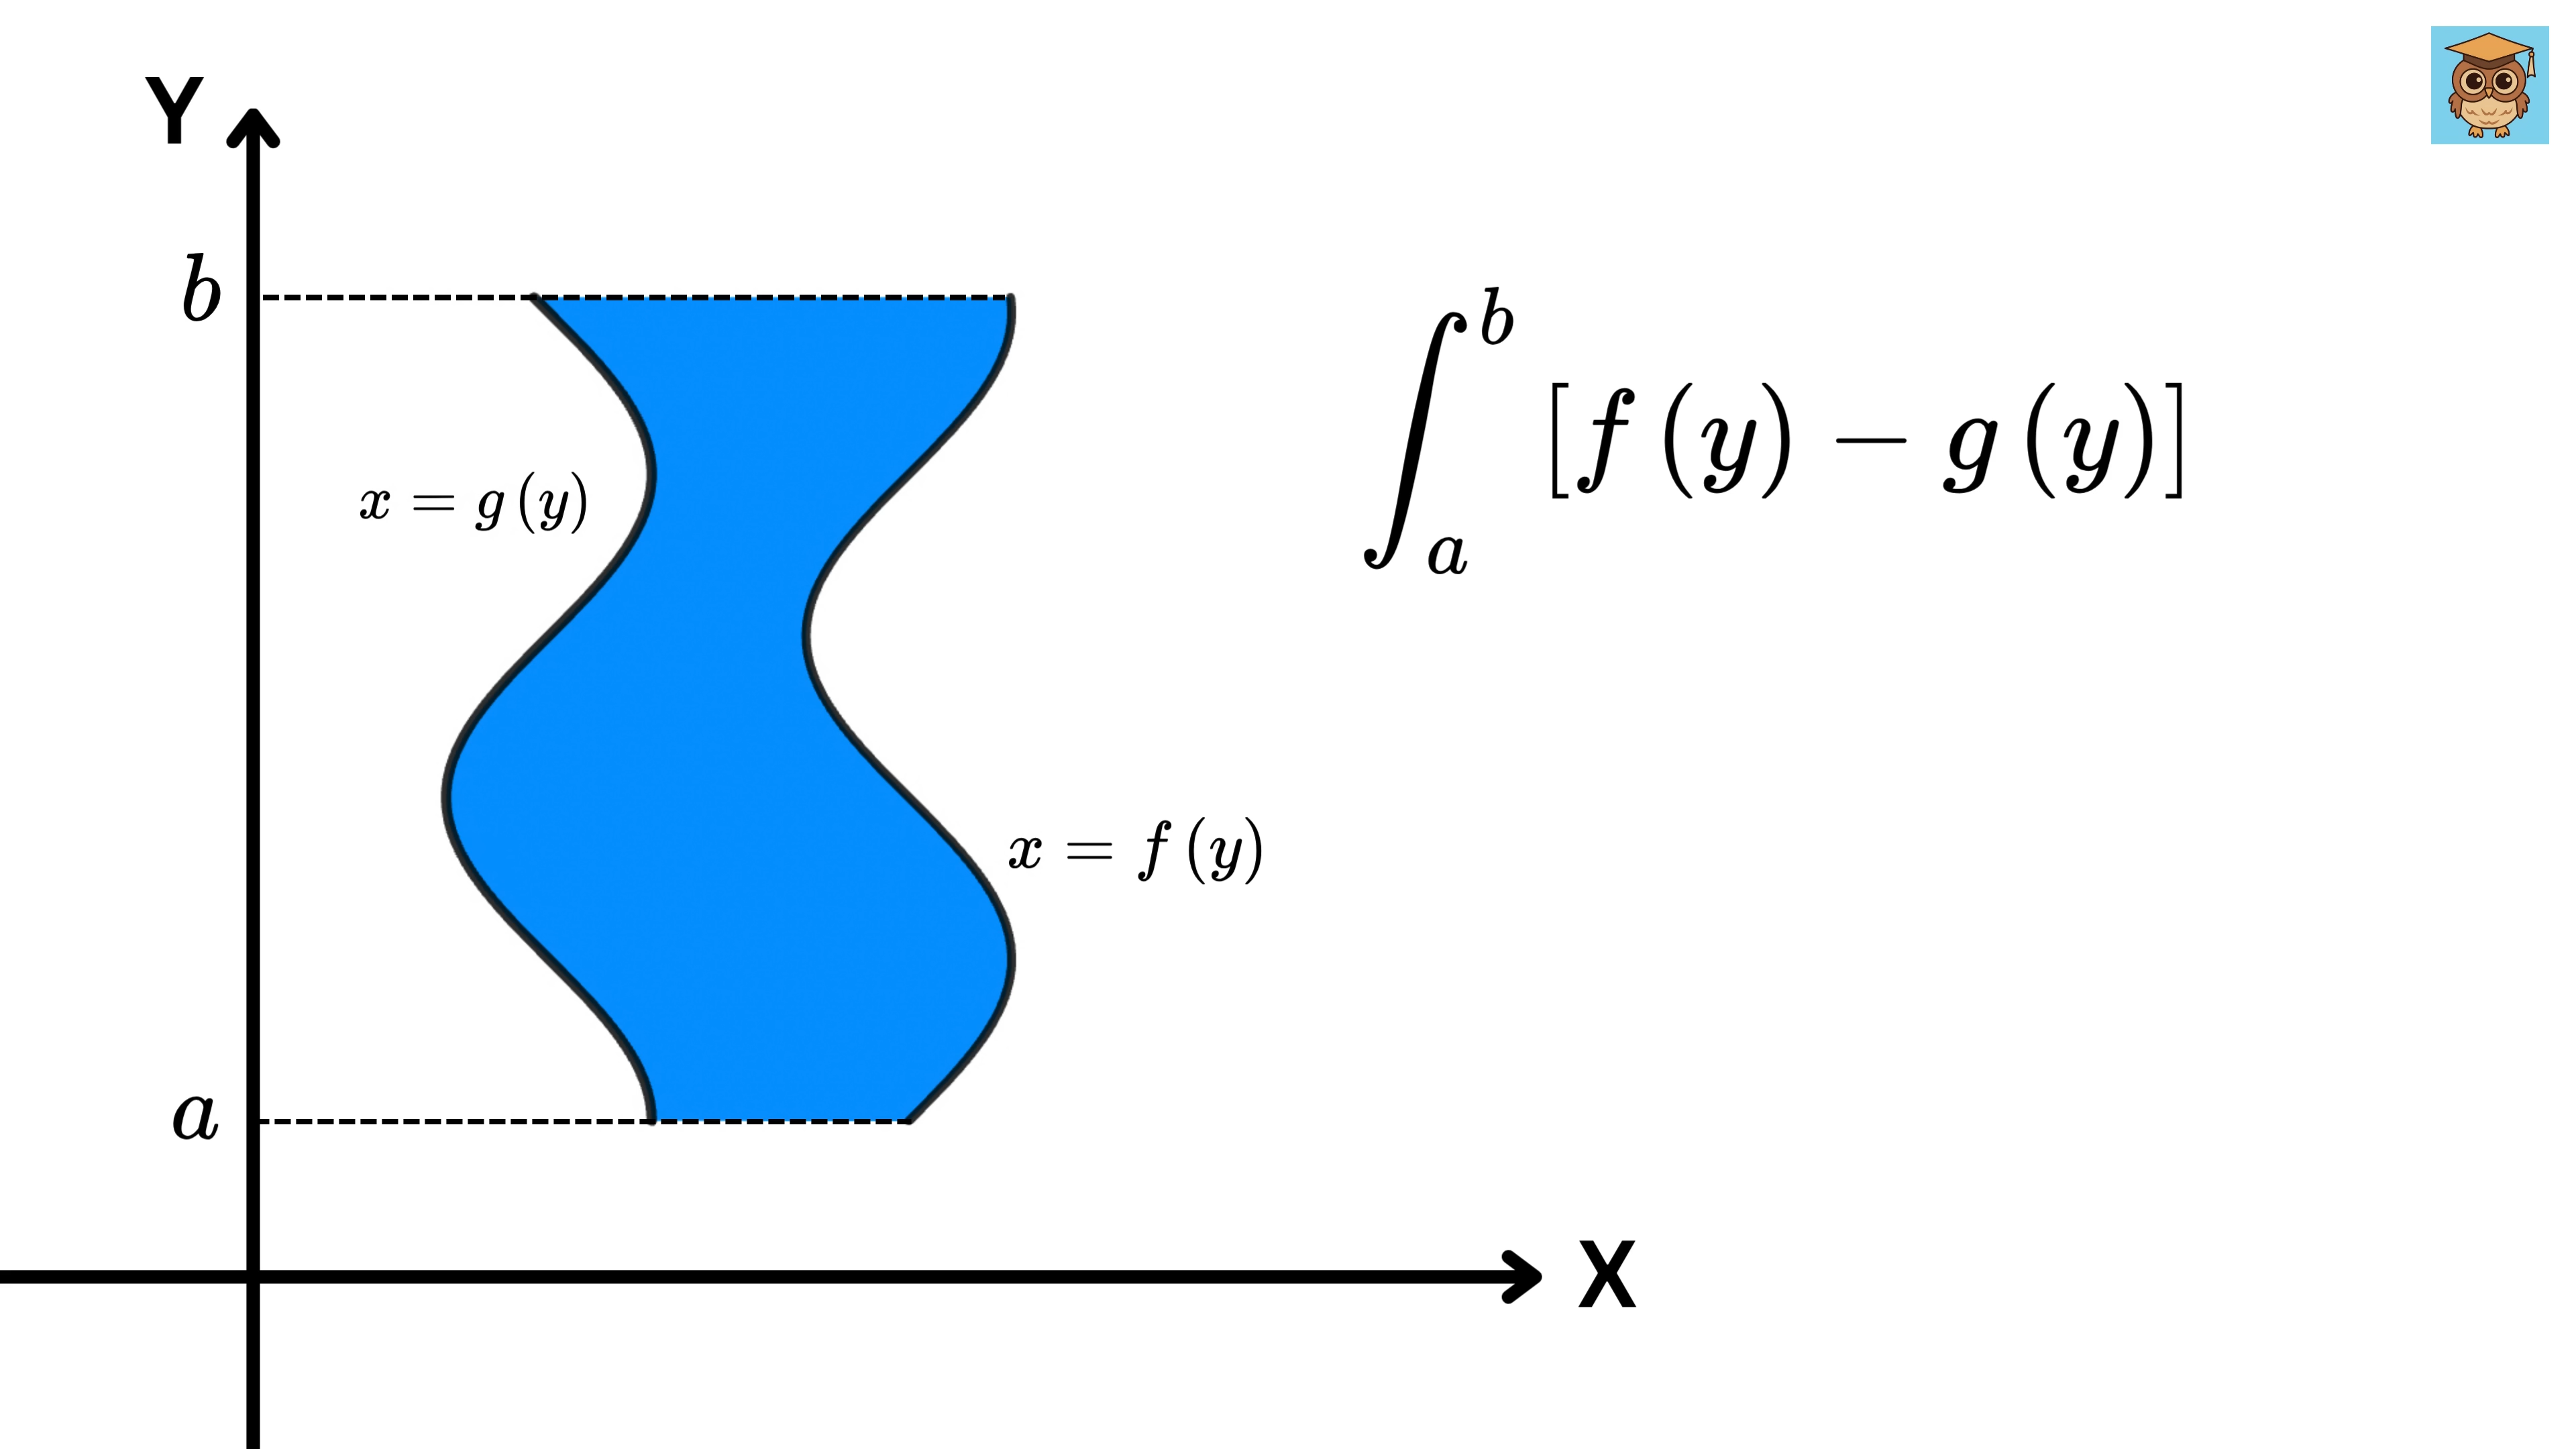 Y
b
∫_a^b [f(y) − g(y)]
x = g(y)
x = f(y)
a
X